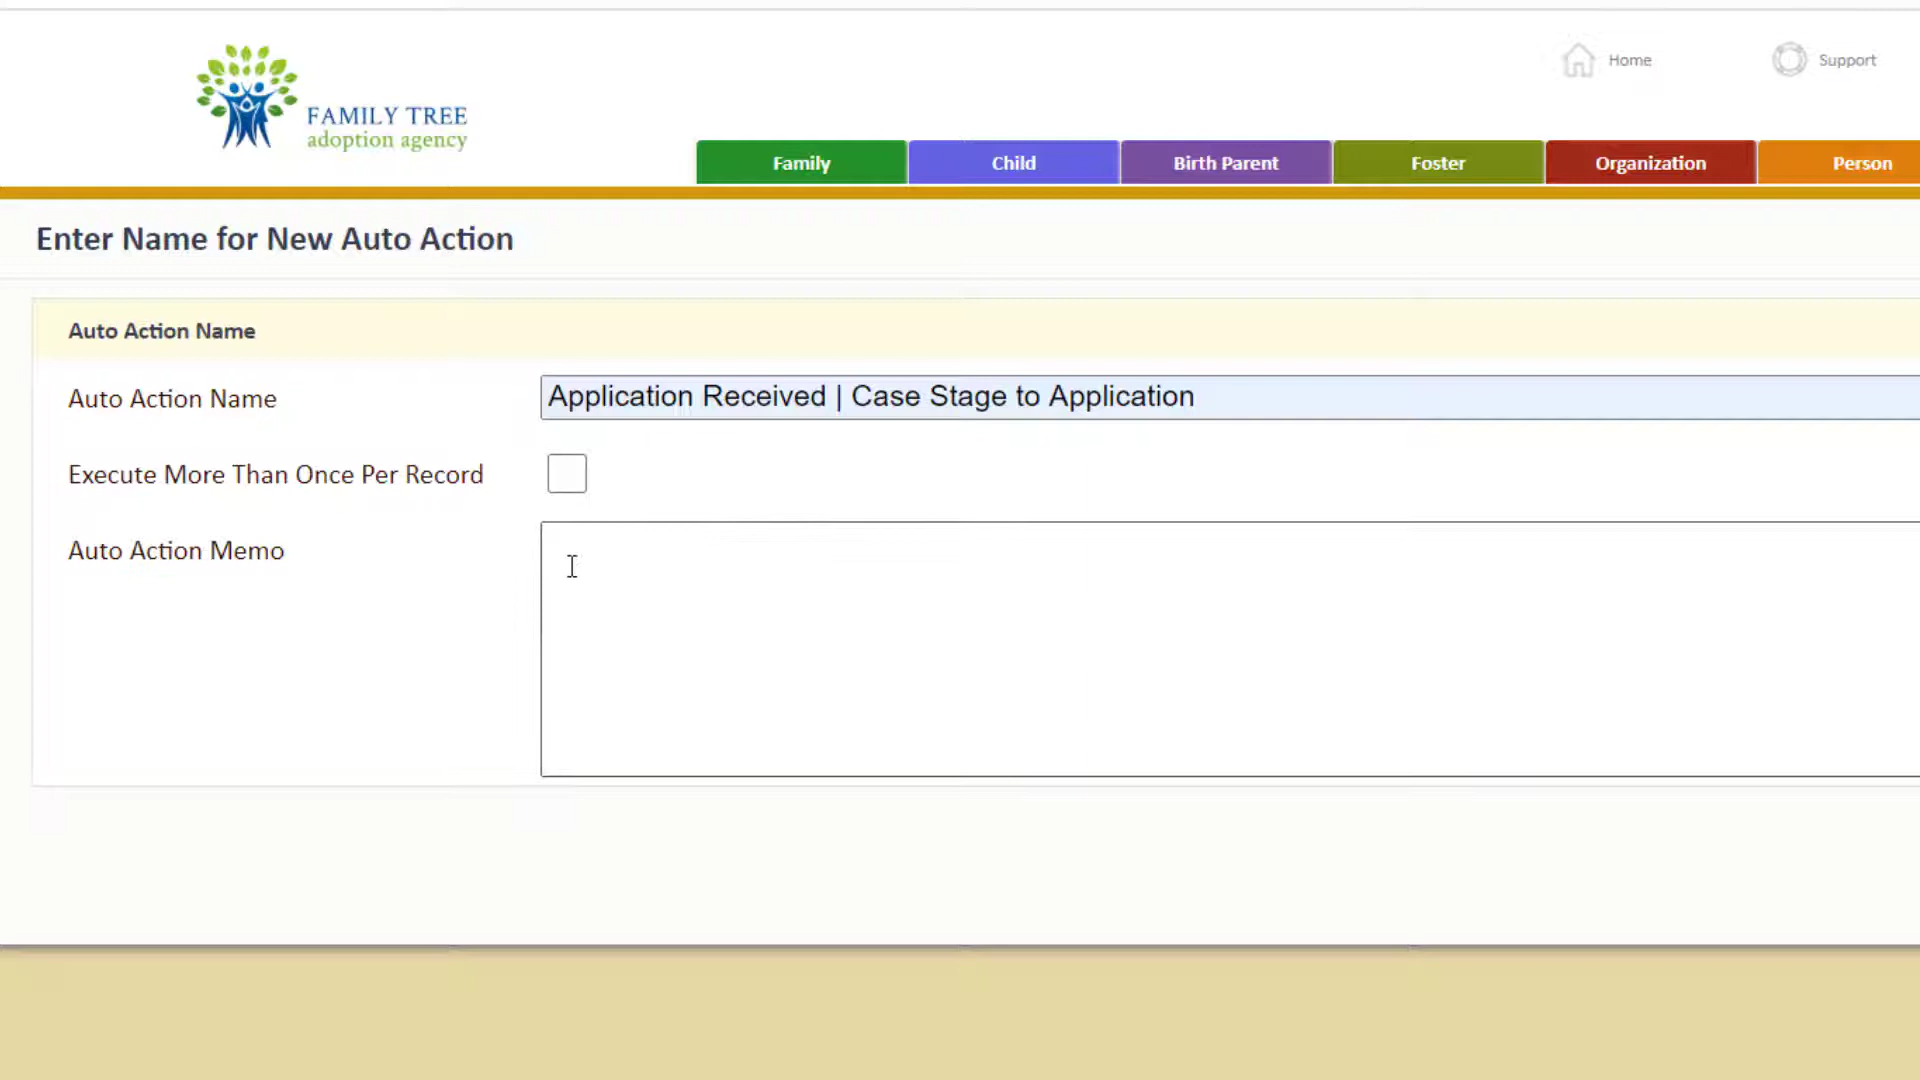 Home
Support
FAMILY TREE
adoption agency
Family
Child
Birth Parent
Foster
Organization
Person
Enter Name for New Auto Action
Auto Action Name
Auto Action Name
Application Received | Case Stage to Application
Execute More Than Once Per Record
Auto Action Memo